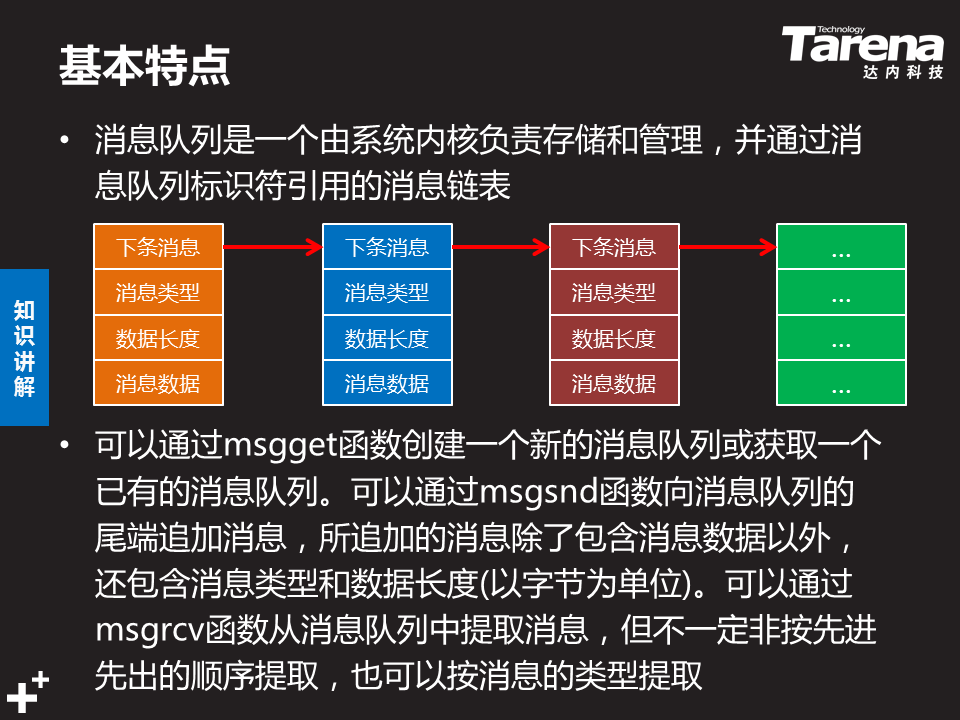 基本特点
Technology
Tarena
达内科技
• 消息队列是一个由系统内核负责存储和管理，并通过消
息队列标识符引用的消息链表
下条消息 下条消息 下条消息 …
消息类型 消息类型 消息类型 …
数据长度 数据长度 数据长度 …
消息数据 消息数据 消息数据 …
知识讲解
• 可以通过msgget函数创建一个新的消息队列或获取一个
已有的消息队列。可以通过msgsnd函数向消息队列的
尾端追加消息，所追加的消息除了包含消息数据以外，
还包含消息类型和数据长度(以字节为单位)。可以通过
msgrcv函数从消息队列中提取消息，但不一定非按先进
先出的顺序提取，也可以按消息的类型提取